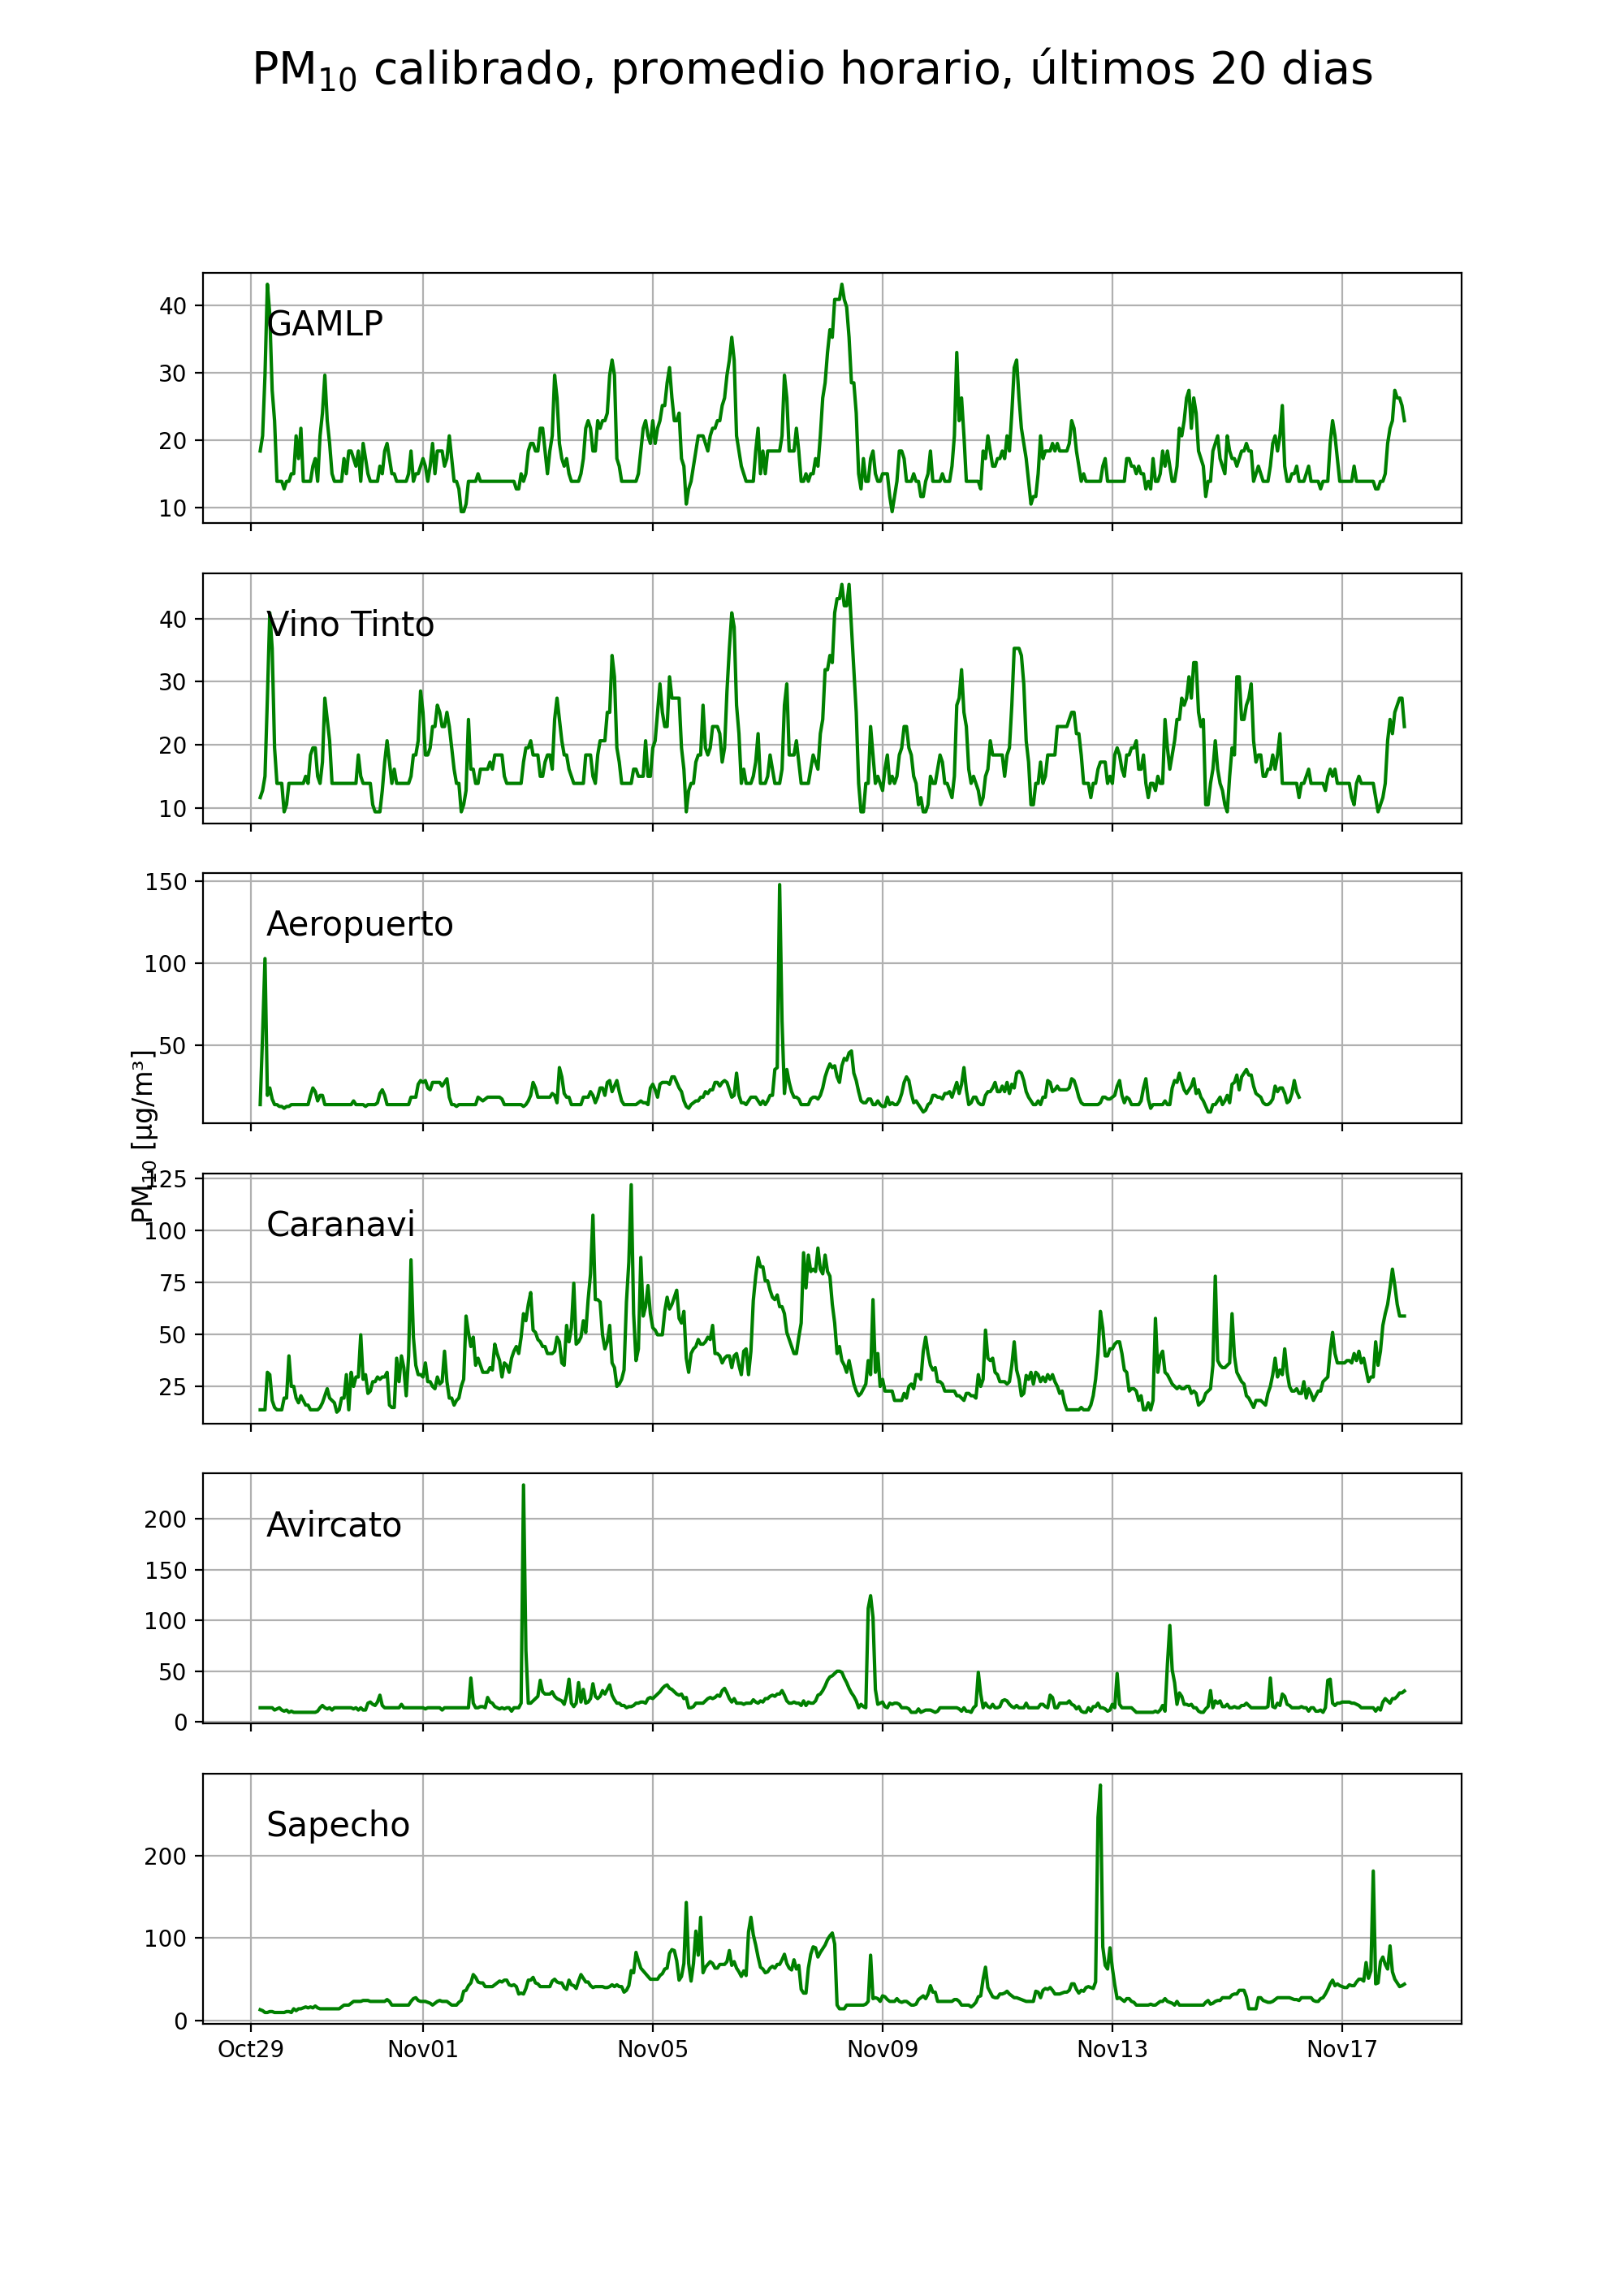 PM₁₀ calibrado, promedio horario, últimos 20 dias
GAMLP
40
30
20
10
Vino Tinto
40
30
20
10
Aeropuerto
150
100
50
PM₁₀ [µg/m³]
Caranavi
125
100
75
50
25
Avircato
200
150
100
50
0
Sapecho
200
100
0
Oct29 Nov01 Nov05 Nov09 Nov13 Nov17